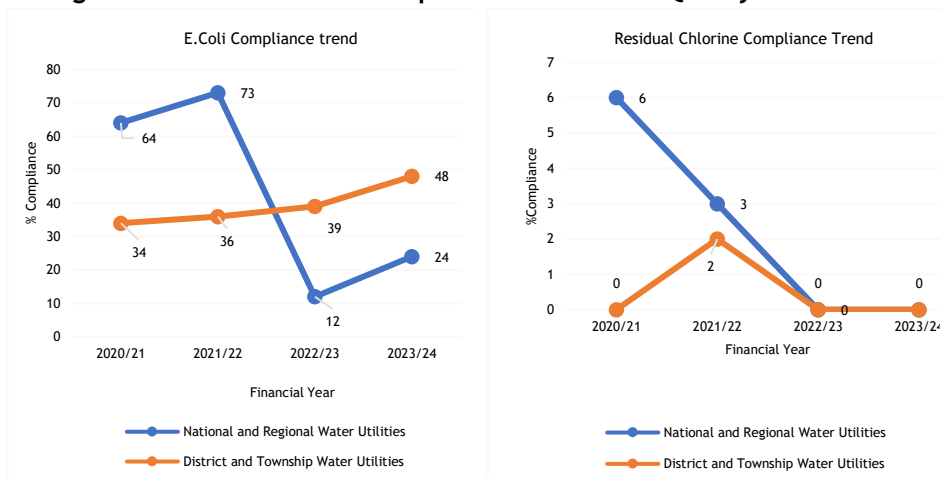 E.Coli Compliance trend
80
70
60
50
40
30
20
10
0
% Compliance
64
73
12
24
34
36
39
48
2020/21 2021/22 2022/23 2023/24
Financial Year
National and Regional Water Utilities
District and Township Water Utilities
Residual Chlorine Compliance Trend
7
6
5
4
3
2
1
0
%Compliance
6
3
0
0
0
2
0
2020/21 2021/22 2022/23 2023/24
Financial Year
National and Regional Water Utilities
District and Township Water Utilities